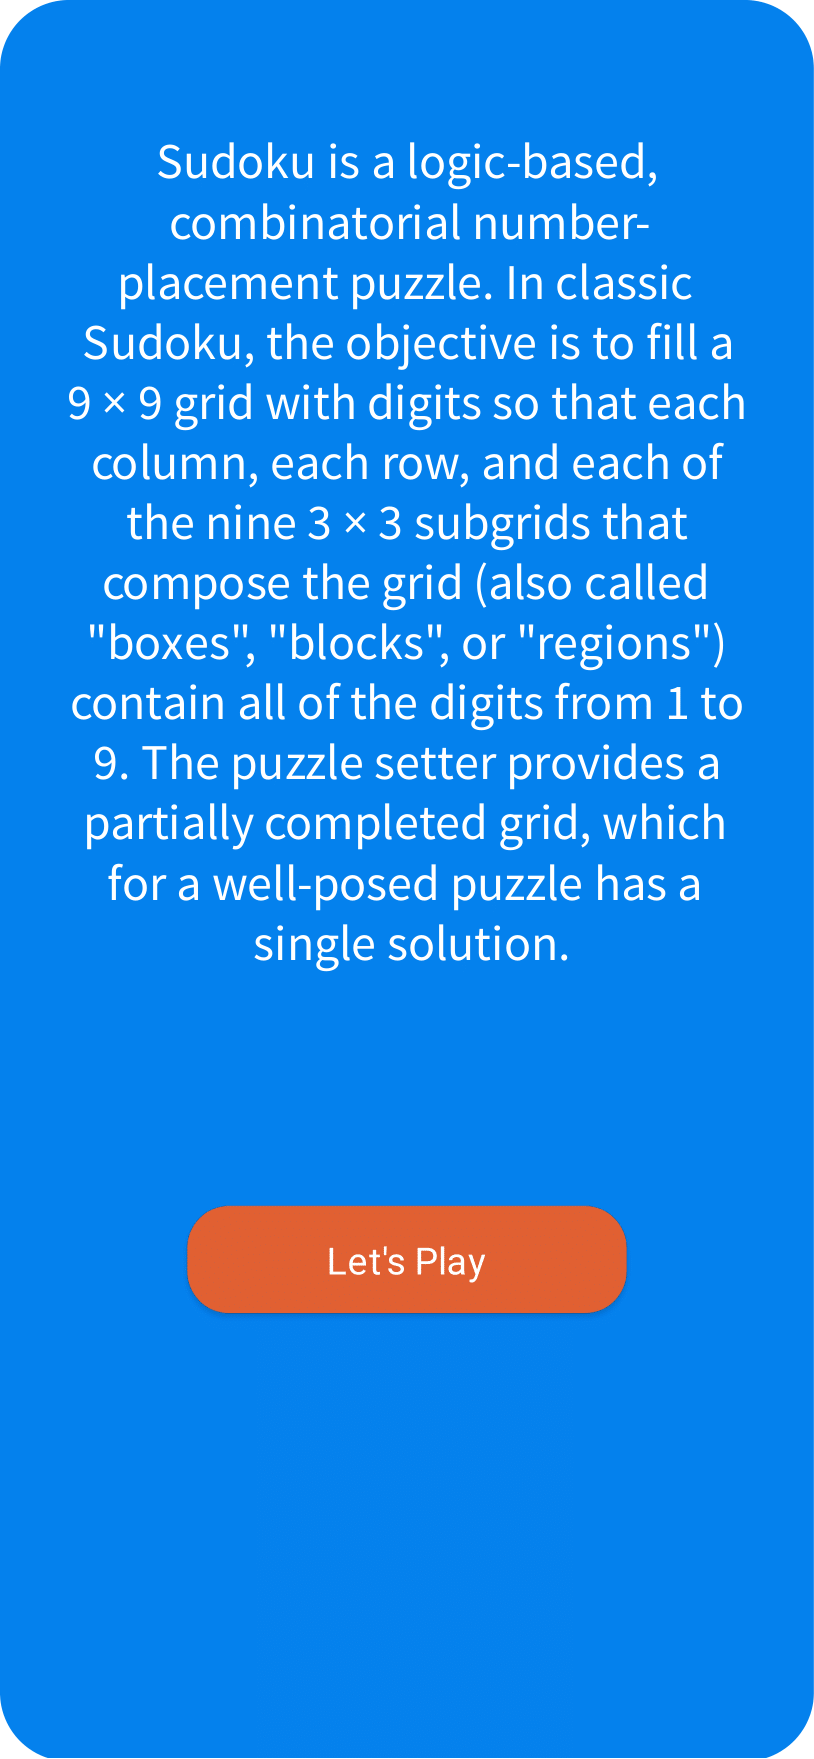 Sudoku is a logic-based,
combinatorial number-
placement puzzle. In classic
Sudoku, the objective is to fill a
9 × 9 grid with digits so that each
column, each row, and each of
the nine 3 × 3 subgrids that
compose the grid (also called
"boxes", "blocks", or "regions")
contain all of the digits from 1 to
9. The puzzle setter provides a
partially completed grid, which
for a well-posed puzzle has a
single solution.
Let's Play